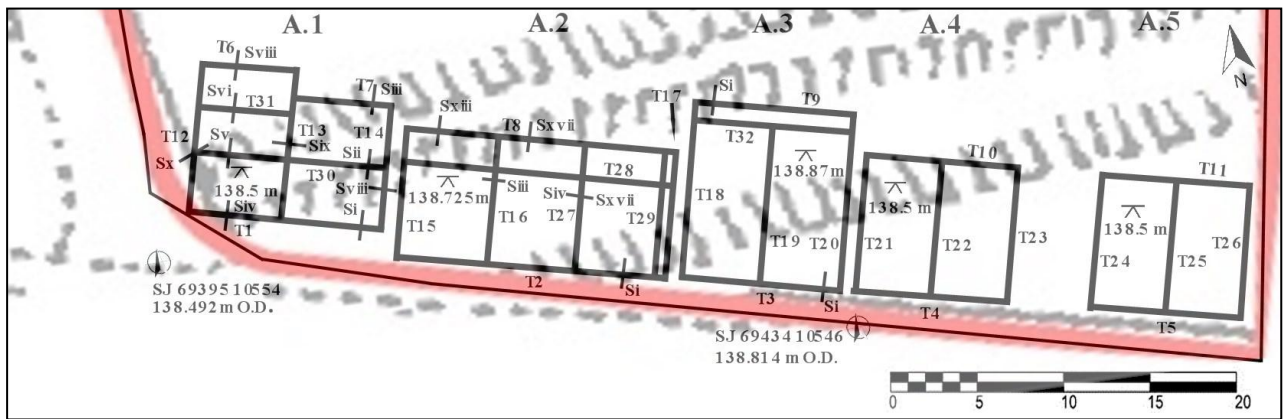 A.1
A.2
A.3
A.4
A.5
T6
Sviii
Svi
T31
T7
Siii
T12
Sv
T13
Six
T14
Sii
Sx
138.5 m
T30
Sviii
Siv
T1
Si
Sxiii
T8
Sxvii
T17
T28
138.725m
Siii
Siv
Sxvii
T15
T16
T27
T29
T2
Si
Si
T9
T32
138.87m
T18
T19
T20
T3
Si
T10
138.5 m
T21
T22
T23
T4
T11
138.5 m
T24
T25
T26
T5
N
SJ 69395 10554
138.492 m O.D.
SJ 69434 10546
138.814 m O.D.
0 5 10 15 20